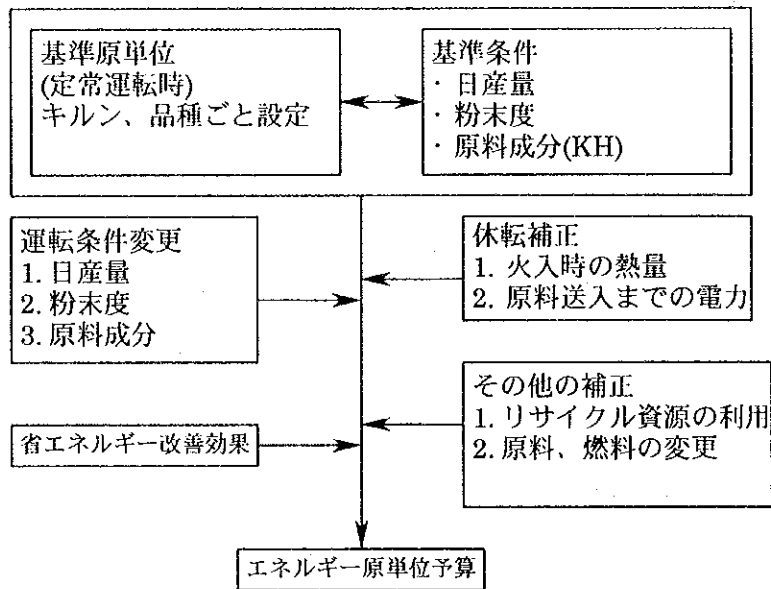 基準原単位
(定常運転時)
キルン、品種ごと設定
基準条件
・日産量
・粉末度
・原料成分(KH)
運転条件変更
1. 日産量
2. 粉末度
3. 原料成分
休転補正
1. 火入時の熱量
2. 原料送入までの電力
その他の補正
1. リサイクル資源の利用
2. 原料、燃料の変更
省エネルギー改善効果
エネルギー原単位予算